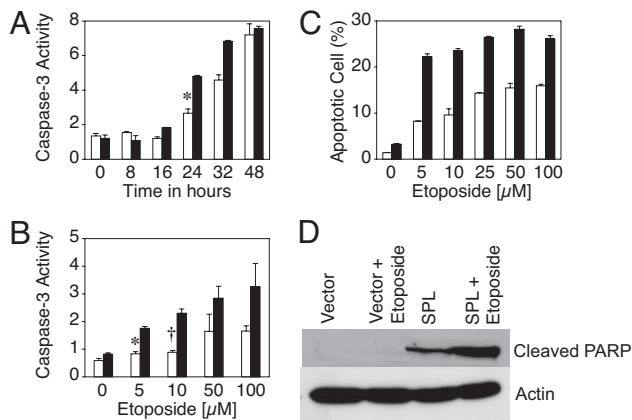 A
Caspase-3 Activity
8
6
4
2
0
*
0 8 16 24 32 48
Time in hours
B
Caspase-3 Activity
5
4
3
2
1
0
* †
0 5 10 50 100
Etoposide [µM]
C
Apoptotic Cell (%)
30
20
10
0
0 5 10 25 50 100
Etoposide [µM]
D
Vector
Vector +
Etoposide
SPL
SPL +
Etoposide
Cleaved PARP
Actin